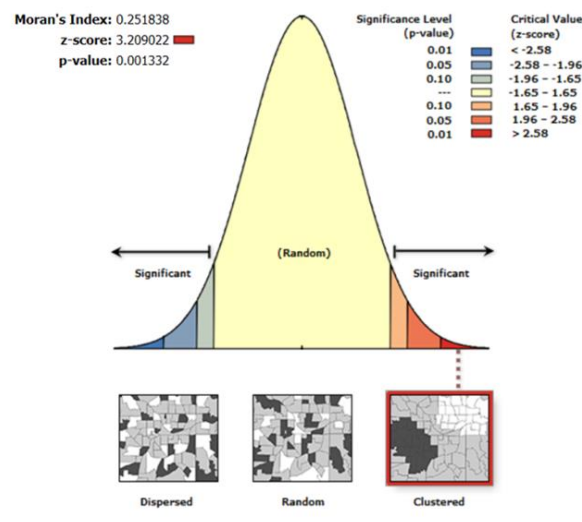 Moran's Index: 0.251838
z-score: 3.209022
p-value: 0.001332
Significance Level
(p-value)
Critical Value
(z-score)
0.01 < -2.58
0.05 -2.58 – -1.96
0.10 -1.96 – -1.65
--- -1.65 – 1.65
0.10 1.65 – 1.96
0.05 1.96 – 2.58
0.01 > 2.58
Significant
(Random)
Significant
Dispersed
Random
Clustered